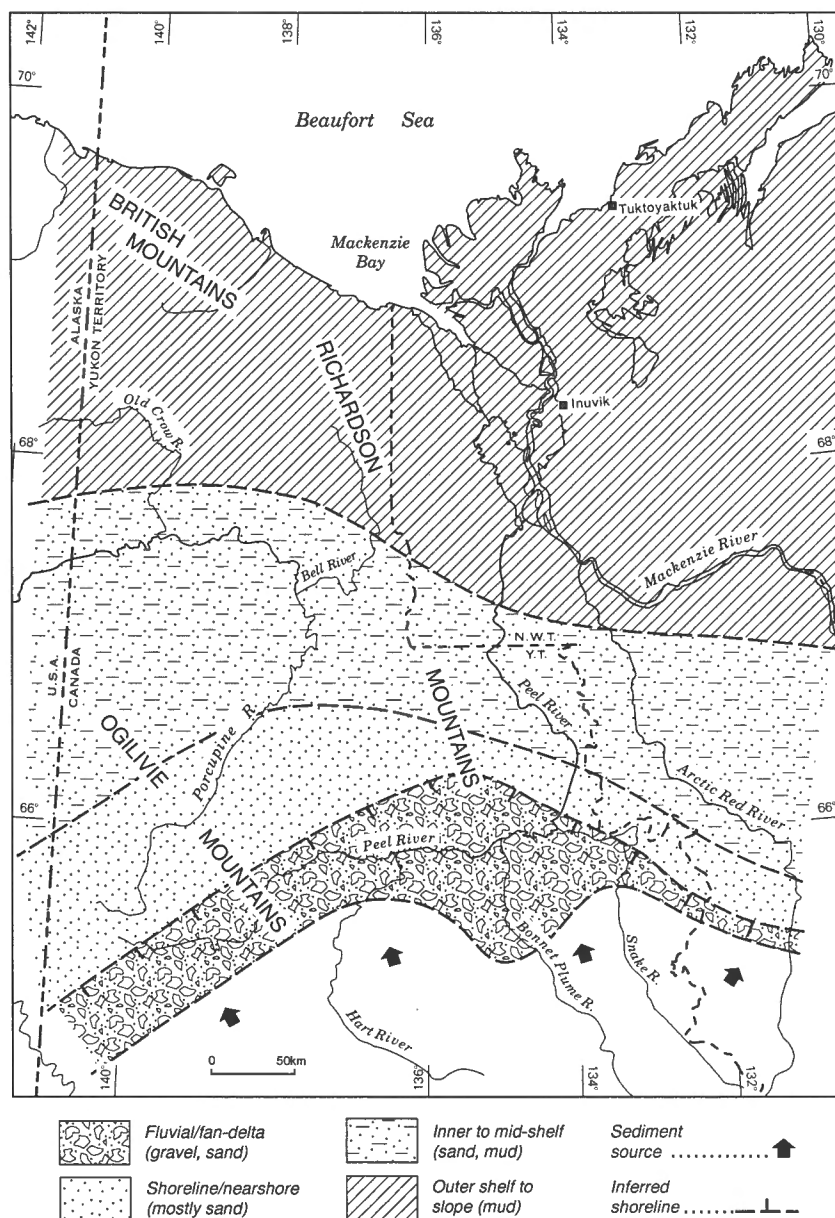 142°
140°
138°
136°
134°
132°
130°
70°
70°
Beaufort Sea
Tuktoyaktuk
BRITISH
MOUNTAINS
Mackenzie
Bay
ALASKA
YUKON TERRITORY
RICHARDSON
Old Crow R.
Inuvik
68°
68°
Bell River
Mackenzie River
N.W.T.
Y.T.
U.S.A.
CANADA
Peel River
MOUNTAINS
OGILIVIE
Porcupine R.
Arctic Red River
66°
66°
MOUNTAINS
Peel River
Bonnet Plume R.
Snake R.
Hart River
0 50km
140°
136°
134°
132°
Fluvial/fan-delta
(gravel, sand)
Inner to mid-shelf
(sand, mud)
Sediment
source ............
Shoreline/nearshore
(mostly sand)
Outer shelf to
slope (mud)
Inferred
shoreline ......